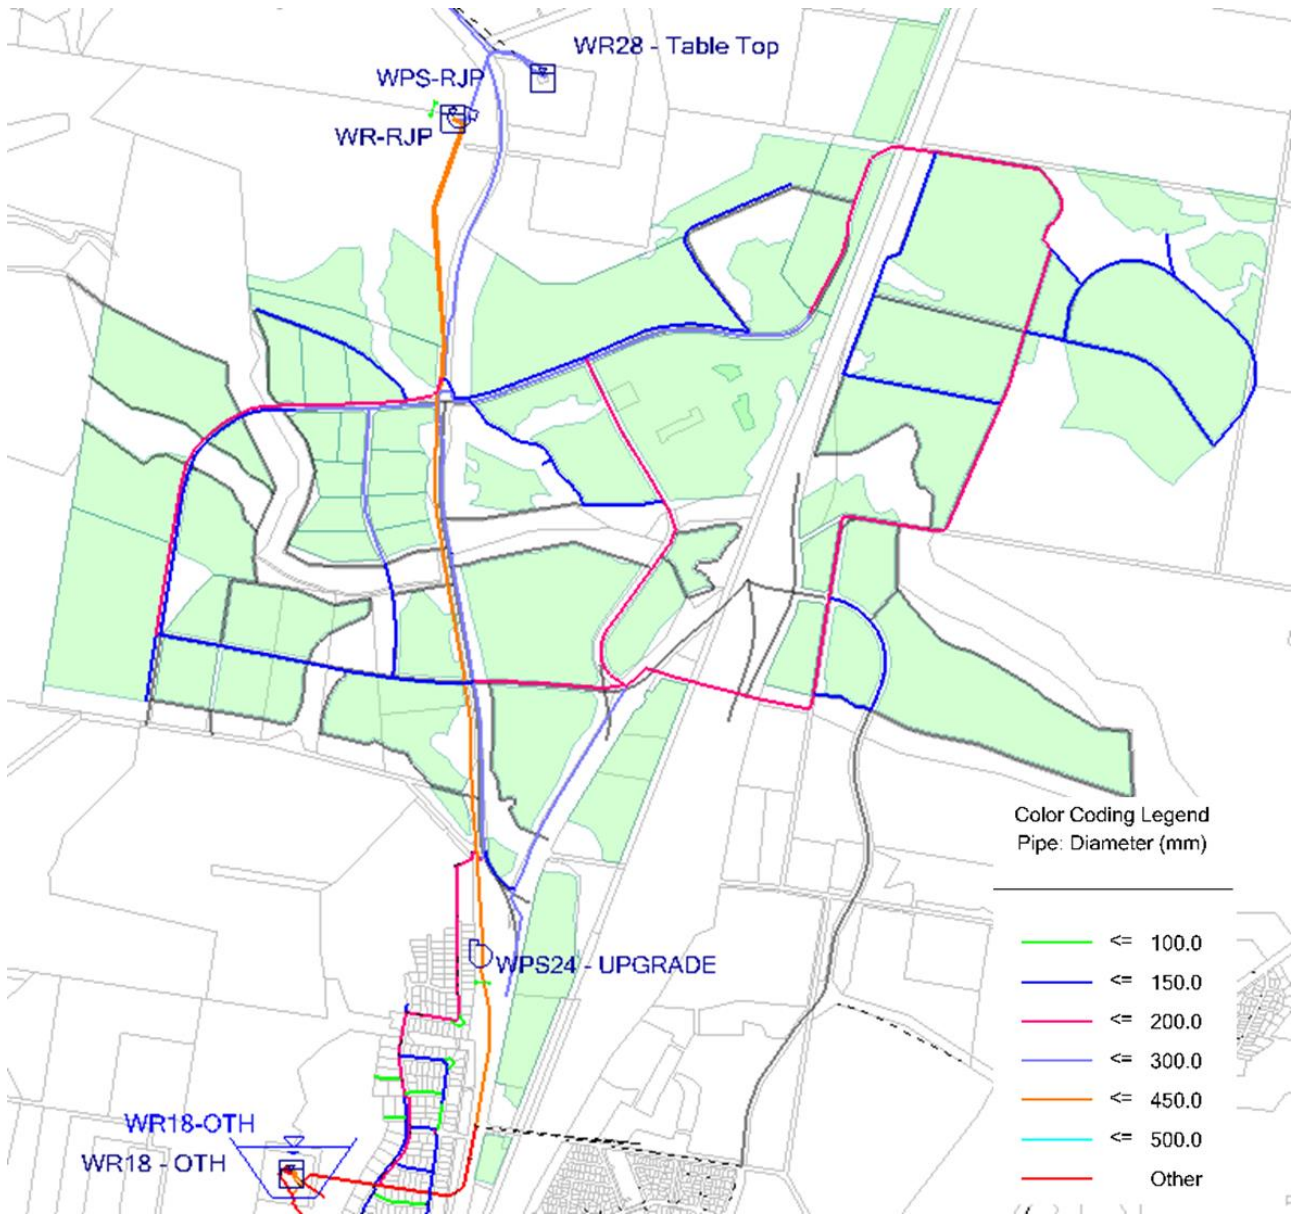 WR28 - Table Top
WPS-RJP
WR-RJP
WPS24 - UPGRADE
WR18-OTH
WR18 - OTH
Color Coding Legend
Pipe: Diameter (mm)
<= 100.0
<= 150.0
<= 200.0
<= 300.0
<= 450.0
<= 500.0
Other